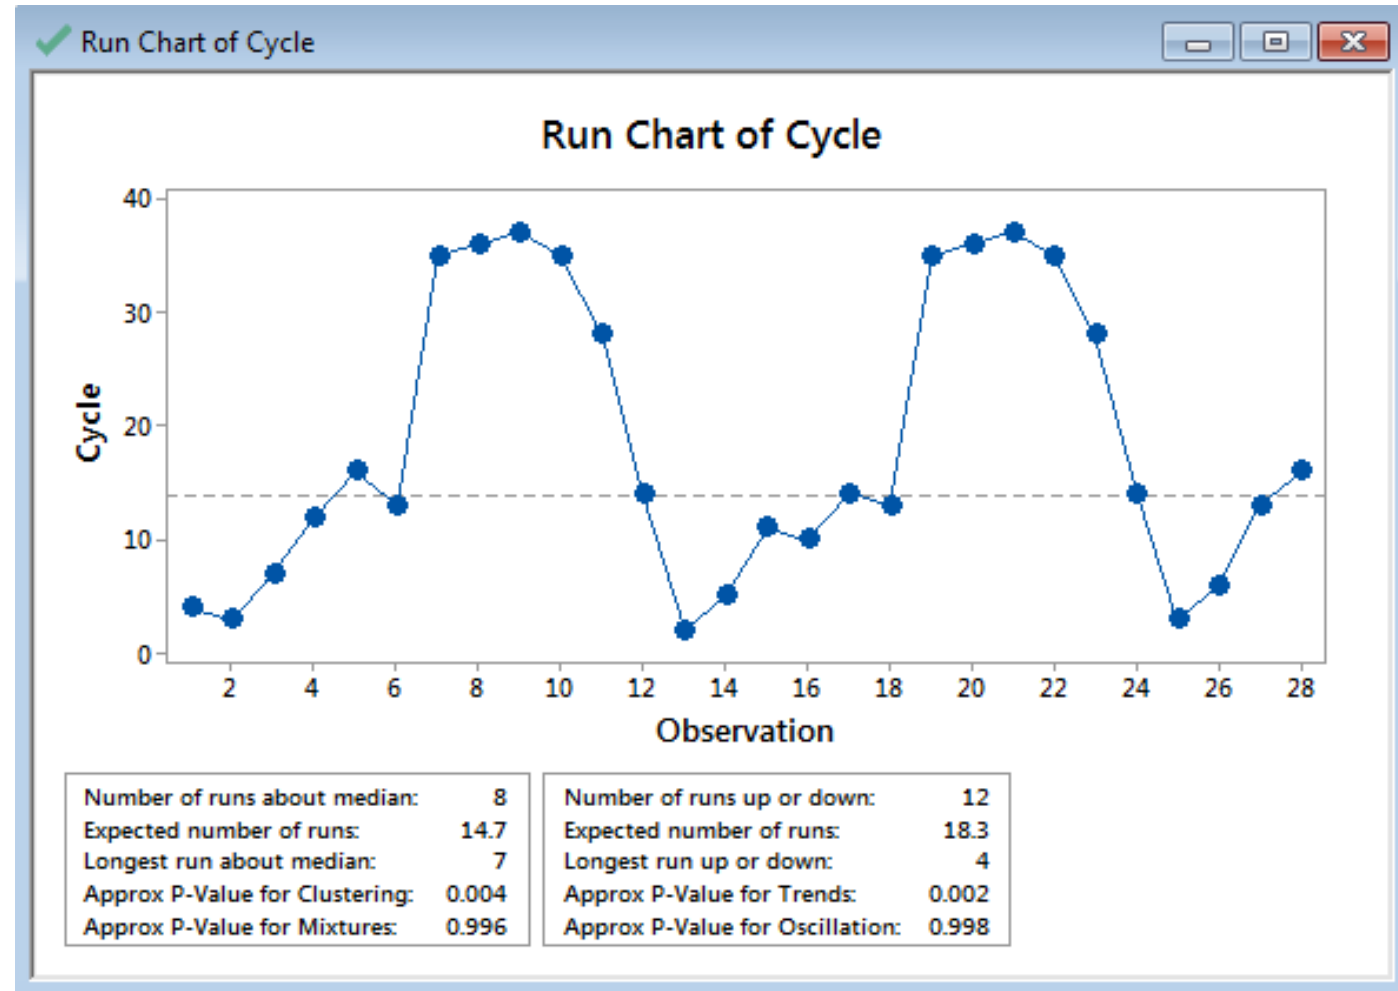 Run Chart of Cycle
Run Chart of Cycle
40
30
20
10
0
Cycle
2 4 6 8 10 12 14 16 18 20 22 24 26 28
Observation
Number of runs about median: 8
Expected number of runs: 14.7
Longest run about median: 7
Approx P-Value for Clustering: 0.004
Approx P-Value for Mixtures: 0.996
Number of runs up or down: 12
Expected number of runs: 18.3
Longest run up or down: 4
Approx P-Value for Trends: 0.002
Approx P-Value for Oscillation: 0.998